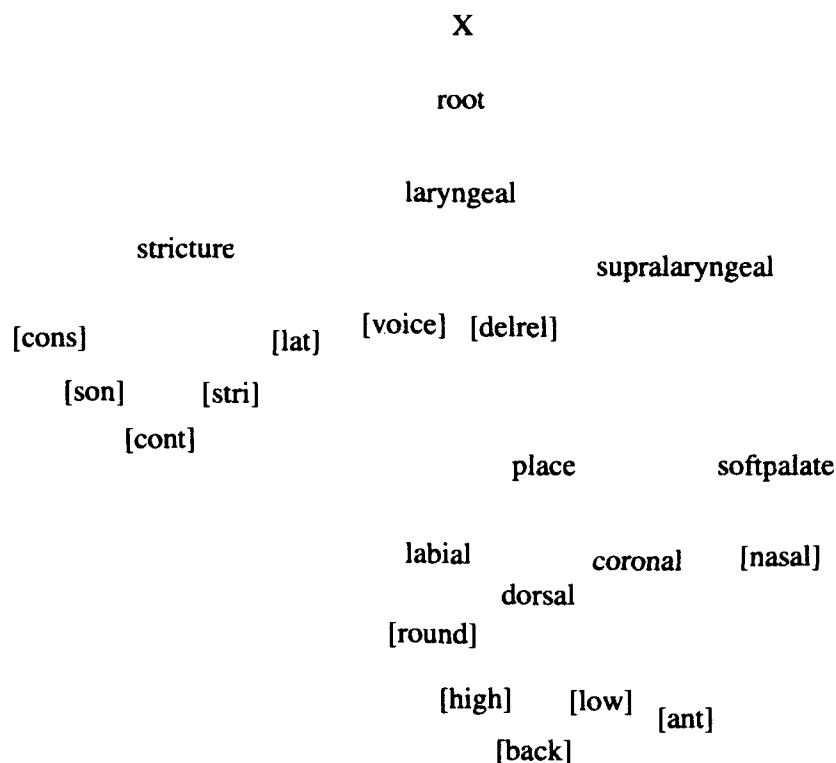 X
root
laryngeal
stricture
supralaryngeal
[cons] [lat] [voice] [delrel]
[son] [stri]
[cont]
place softpalate
labial coronal [nasal]
dorsal
[round]
[high] [low] [ant]
[back]